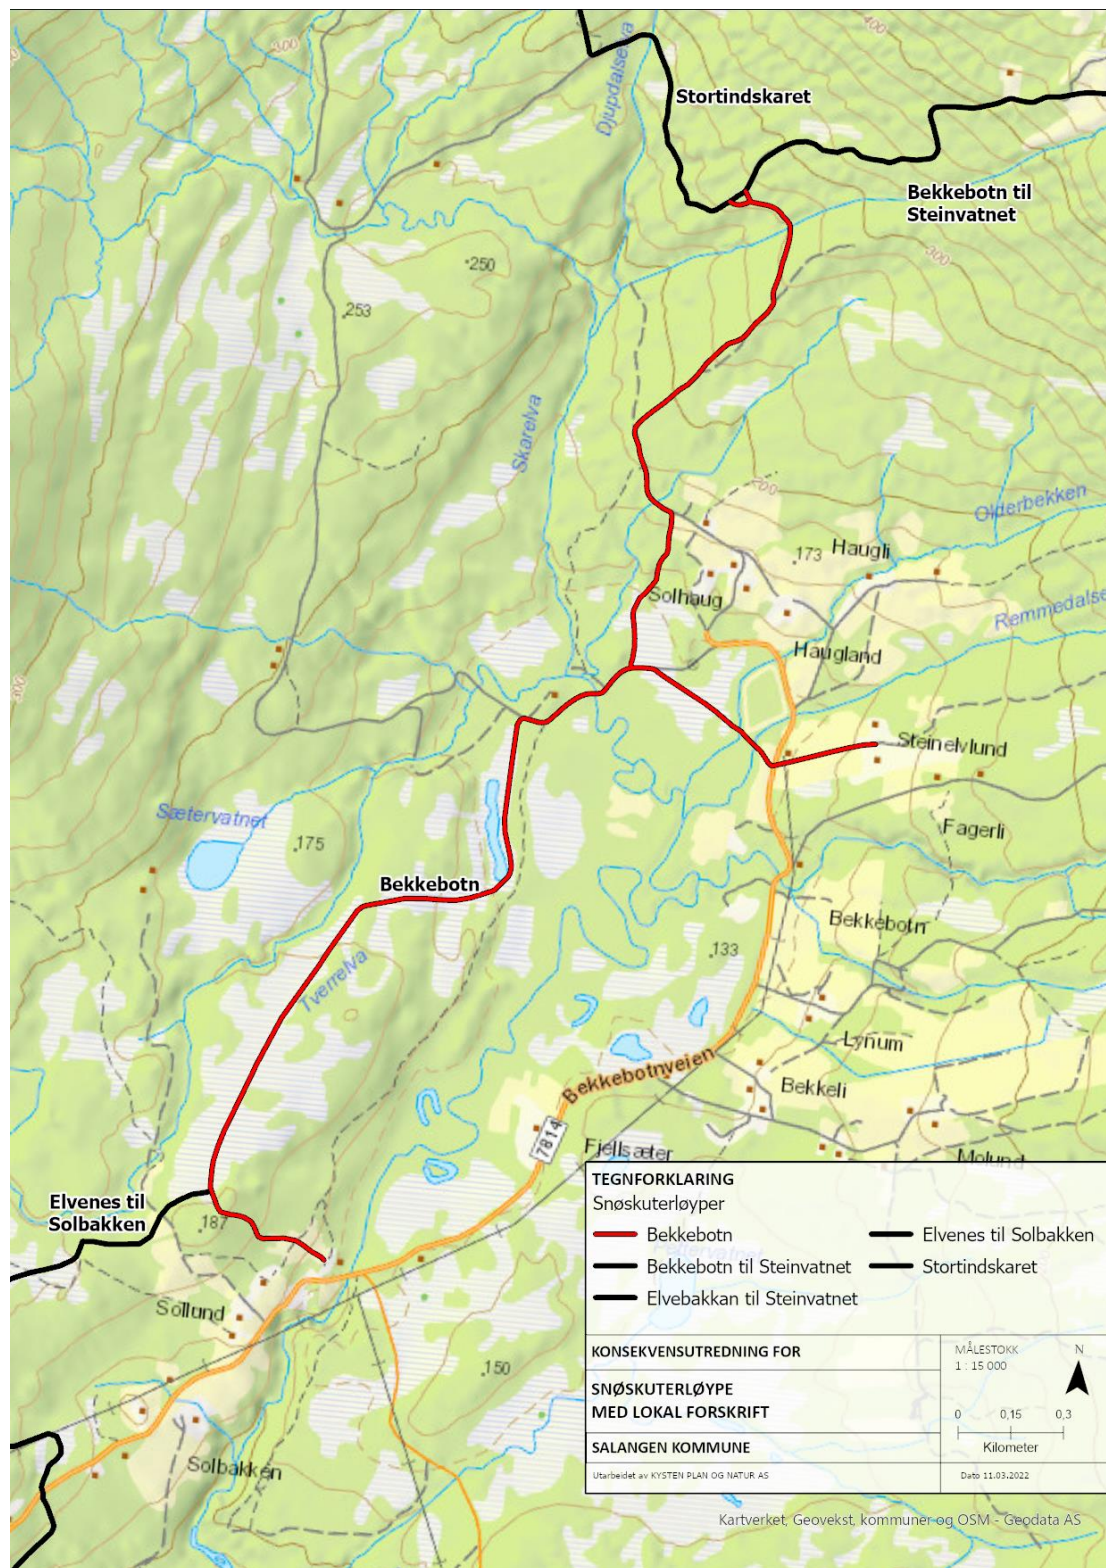 400
300
Djupdalselva
Stortindskaret
Bekkebotn til
Steinvatnet
250
300
253
Skarelva
200
Olderbekken
173
Haugli
Solhaug
Remmedalse
Haugland
300
Steinelvlund
Sætervatnet
175
Fagerli
Bekkebotn
Bekkebotn
133
Tverrelva
Lynum
Bekkebotnveien
Bekkeli
7814
Fjellsæter
Molund
Elvenes til
Solbakken
187
Sollund
150
Solbakken
TEGNFORKLARING
Snøskuterløyper
Bekkebotn
Elvenes til Solbakken
Bekkebotn til Steinvatnet
Stortindskaret
Elvebakkan til Steinvatnet
KONSEKVENSUTREDNING FOR
MÅLESTOKK
1 : 15 000
N
SNØSKUTERLØYPE
MED LOKAL FORSKRIFT
0 0,15 0,3
Kilometer
SALANGEN KOMMUNE
Utarbeidet av KYSTEN PLAN OG NATUR AS
Dato 11.03.2022
Kartverket, Geovekst, kommuner og OSM - Geodata AS